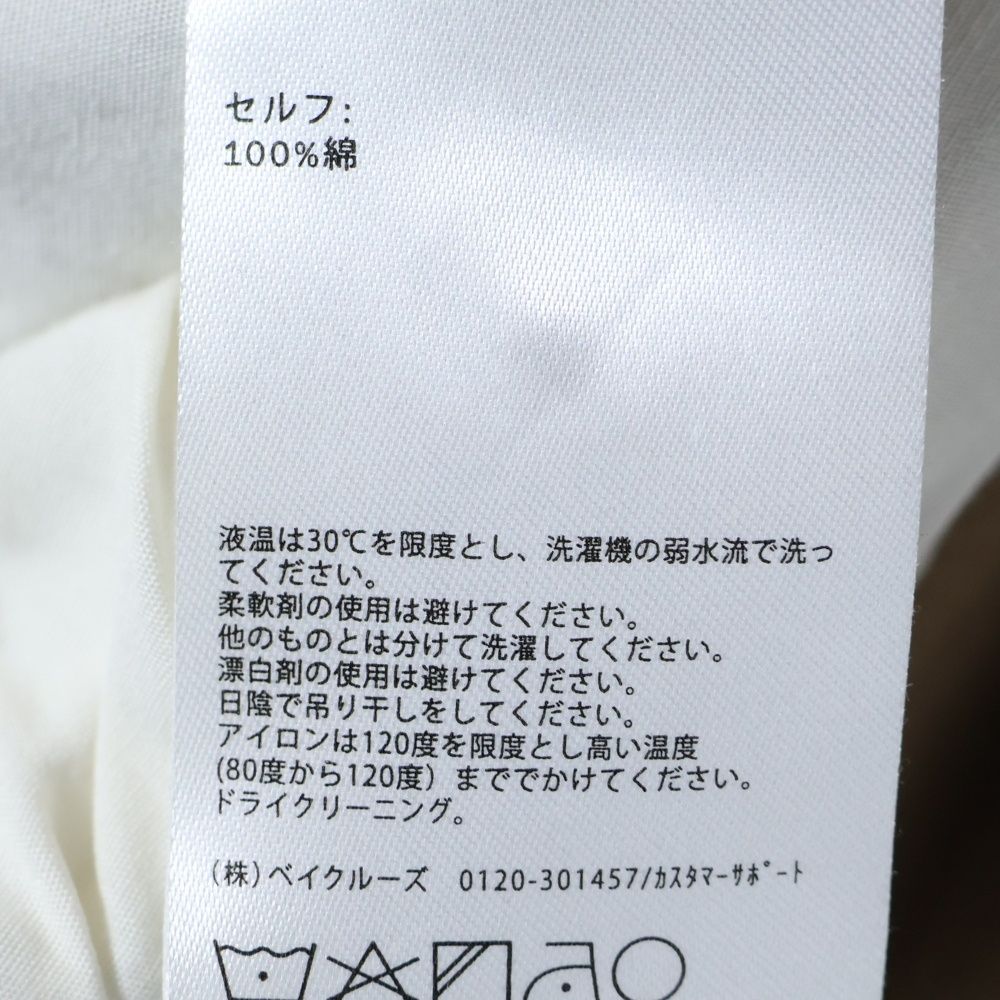 セルフ:
100%綿
液温は30℃を限度とし、洗濯機の弱水流で洗っ
てください。
柔軟剤の使用は避けてください。
他のものとは分けて洗濯してください。
漂白剤の使用は避けてください。
日陰で吊り干しをしてください。
アイロンは120度を限度とし高い温度
(80度から120度）まででかけてください。
ドライクリーニング。
（株）ベイクルーズ 0120-301457/ｶｽﾀﾏｰｻﾎﾟｰﾄ